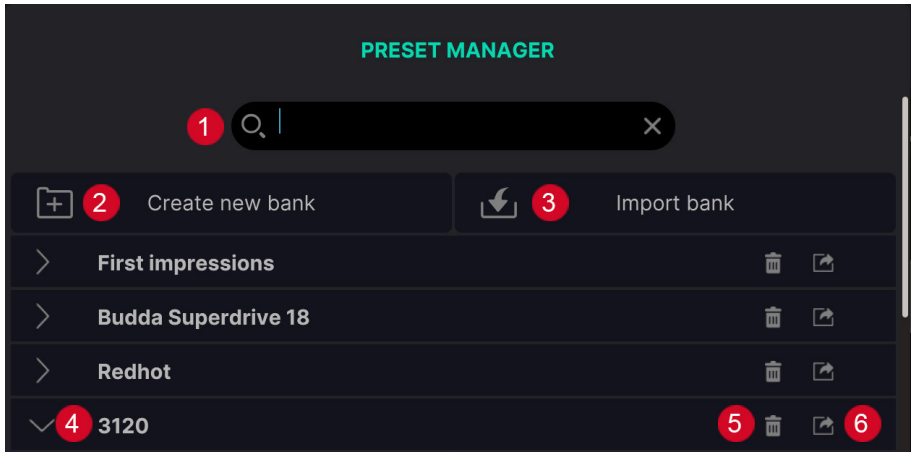 PRESET MANAGER
1
2 Create new bank 3 Import bank
First impressions
Budda Superdrive 18
Redhot
4 3120 5 6